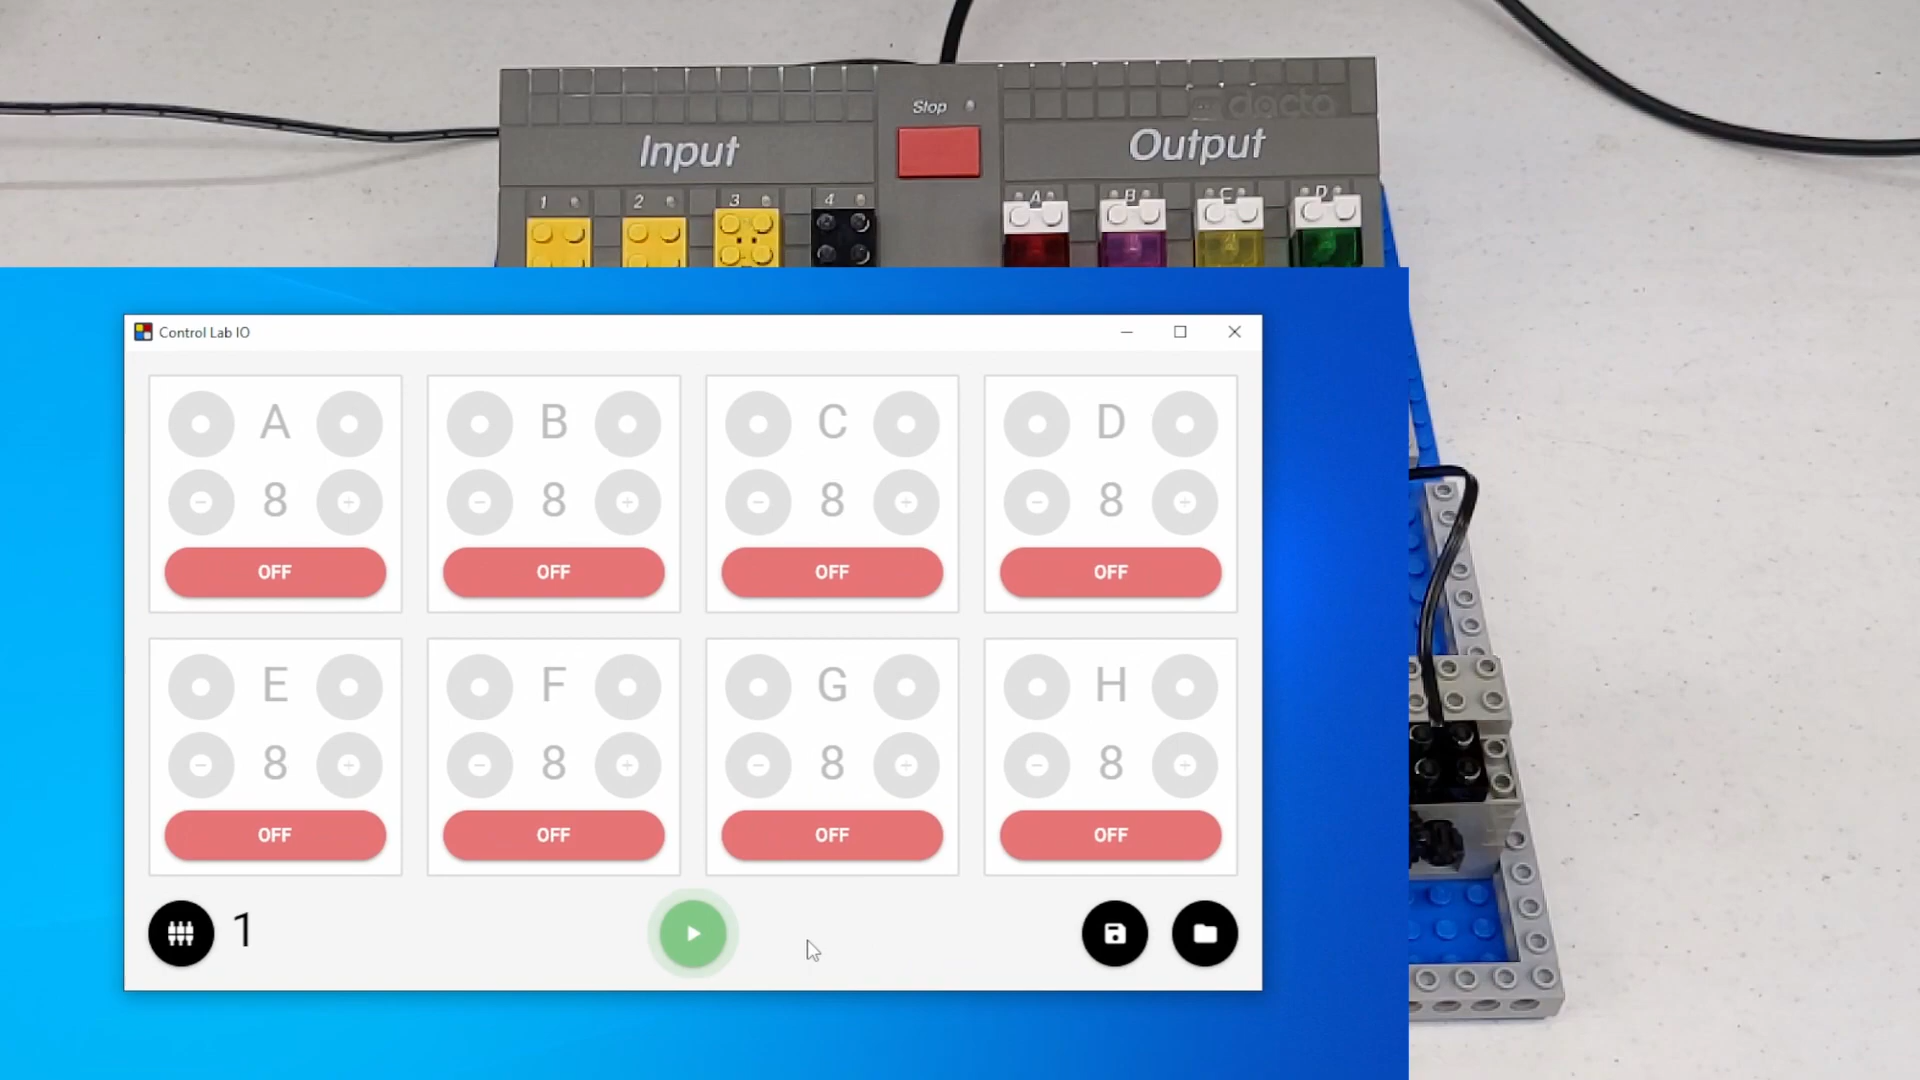 Stop
Input
dacta
Output
1 2 3 4
A B C D
Control Lab IO
A B C D
8 8 8 8
OFF OFF OFF OFF
E F G H
8 8 8 8
OFF OFF OFF OFF
1